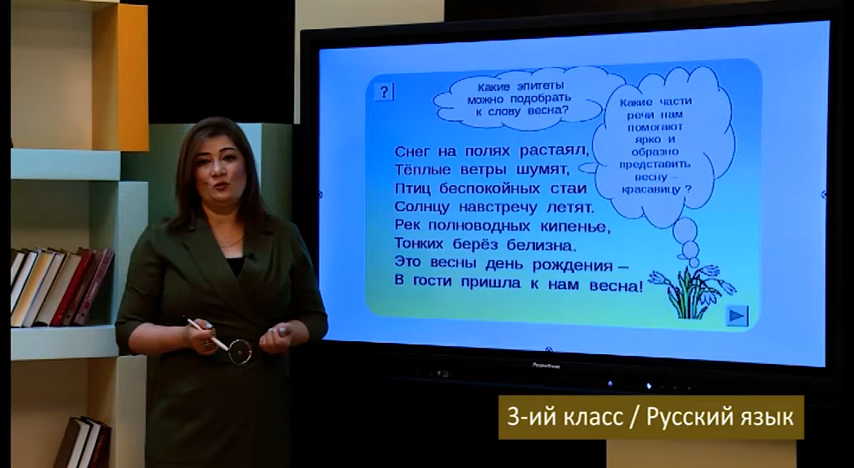 ?
Какие эпитеты
можно подобрать
к слову весна?
Какие части
речи нам
помогают
ярко и
образно
представить
весну –
красавицу ?
Снег на полях растаял,
Тёплые ветры шумят,
Птиц беспокойных стаи
Солнцу навстречу летят.
Рек полноводных кипенье,
Тонких берёз белизна.
Это весны день рождения –
В гости пришла к нам весна!
3-ий класс / Русский язык